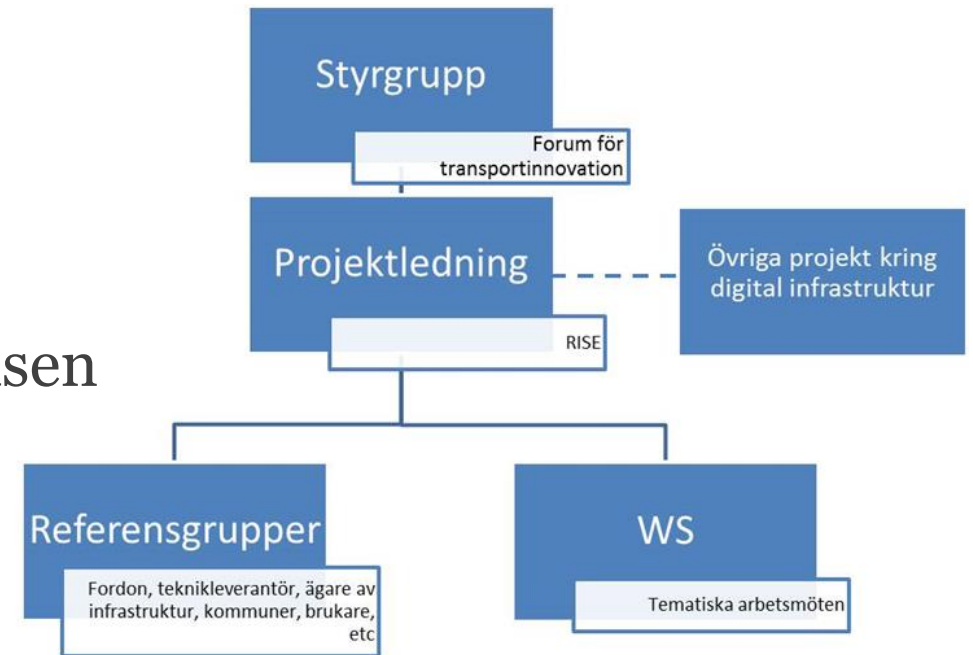 Styrgrupp
Forum för
transportinnovation
Projektledning
RISE
Övriga projekt kring
digital infrastruktur
Referensgrupper
Fordon, teknikleverantör, ägare av
infrastruktur, kommuner, brukare,
etc
WS
Tematiska arbetsmöten